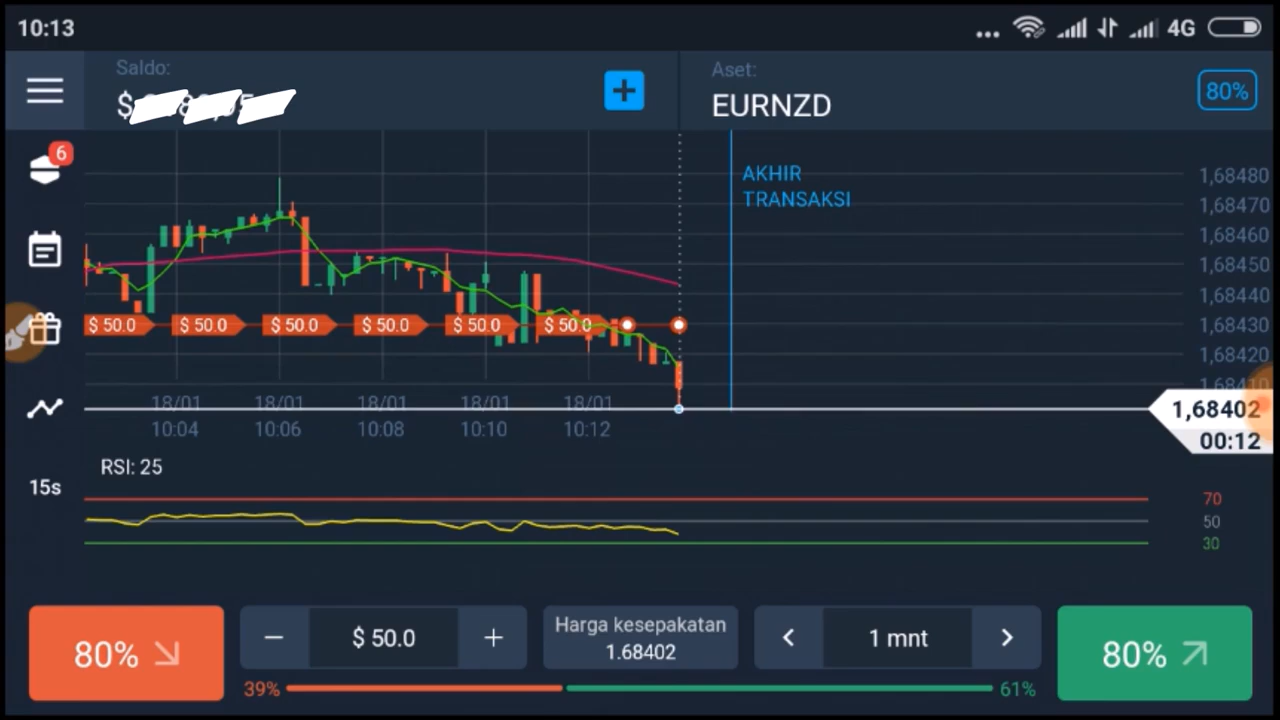 10:13
4G
Saldo:
$
Aset:
EURNZD
80%
6
AKHIR
TRANSAKSI
1,68480
1,68470
1,68460
1,68450
1,68440
1,68430
1,68420
1,68410
$ 50.0 $ 50.0 $ 50.0 $ 50.0 $ 50.0 $ 50.0
1,68402
00:12
18/01 18/01 18/01 18/01 18/01
10:04 10:06 10:08 10:10 10:12
RSI: 25
15s
70
50
30
80%
− $ 50.0 +
Harga kesepakatan
1.68402
< 1 mnt >
80%
39% 61%